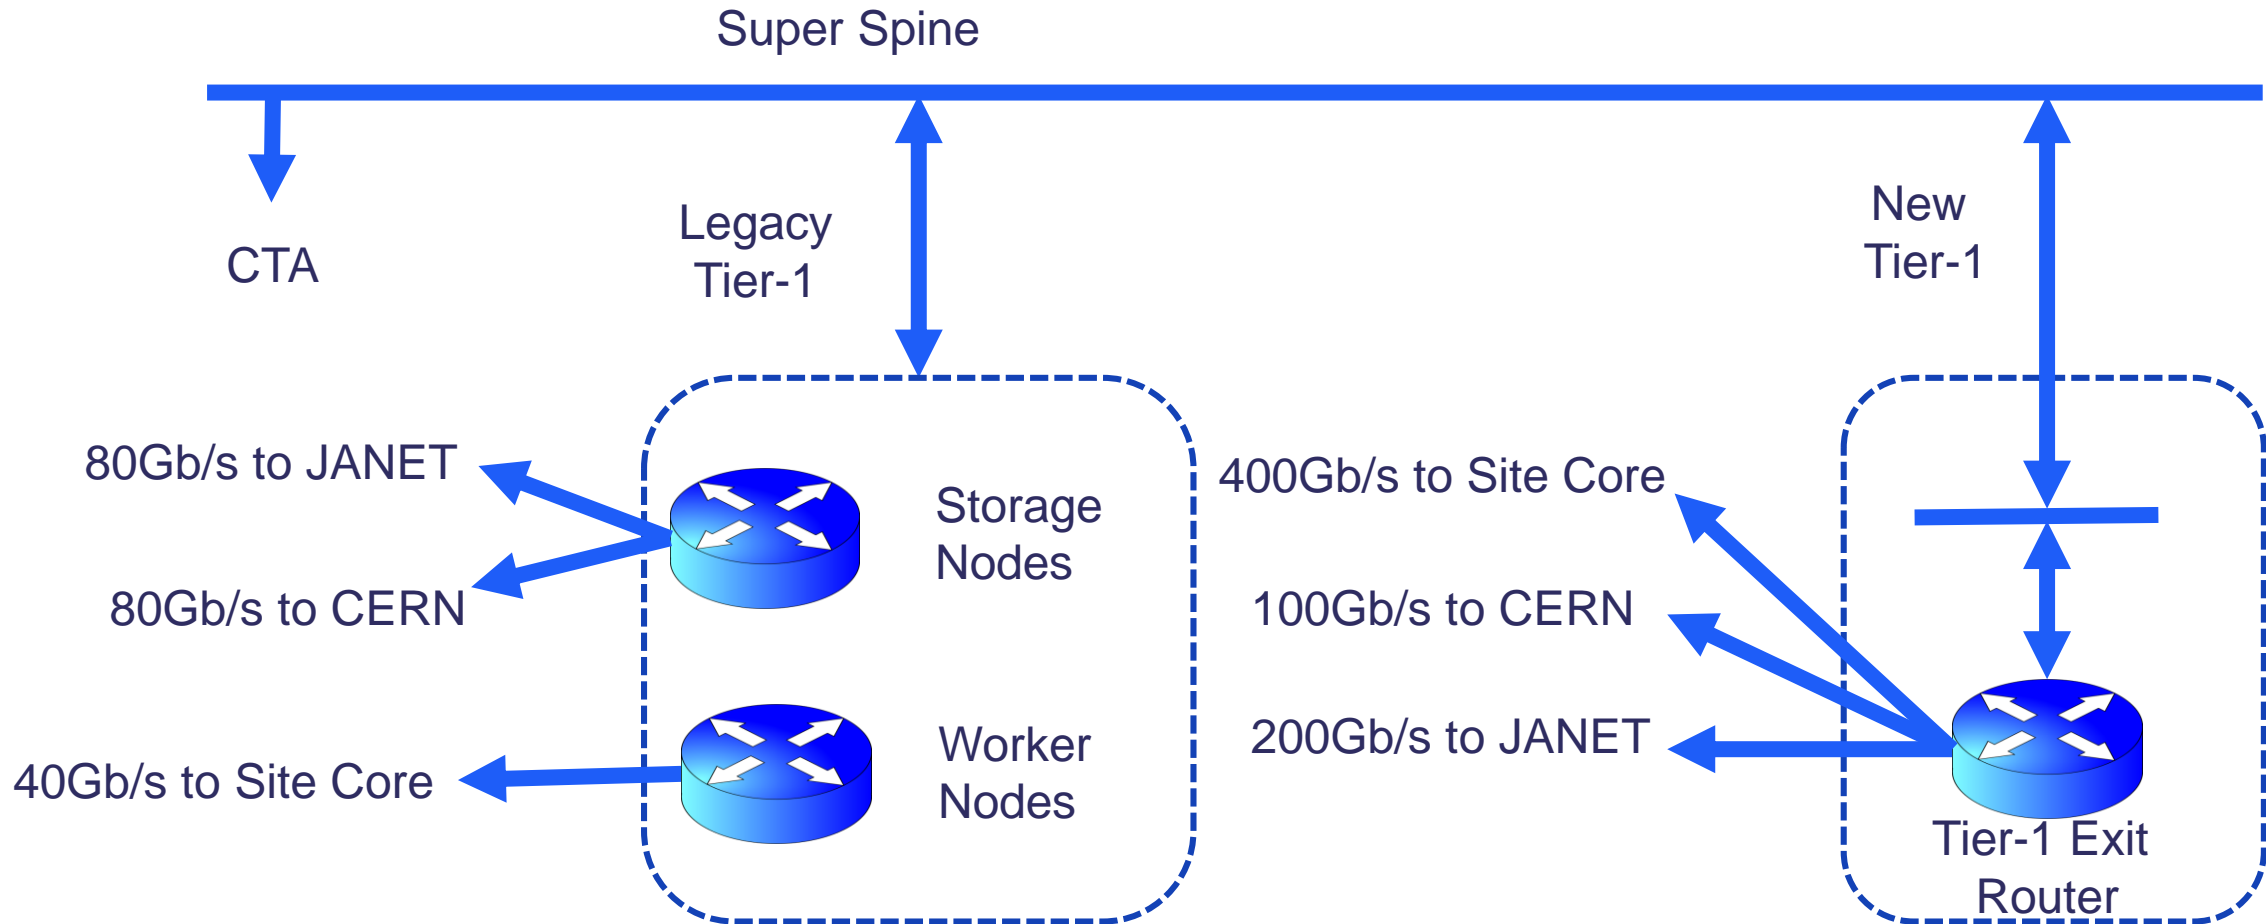 Super Spine
CTA
Legacy
Tier-1
New
Tier-1
80Gb/s to JANET
80Gb/s to CERN
40Gb/s to Site Core
Storage
Nodes
Worker
Nodes
400Gb/s to Site Core
100Gb/s to CERN
200Gb/s to JANET
Tier-1 Exit
Router